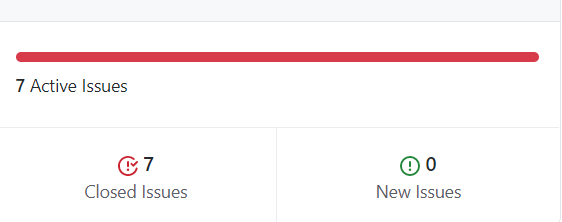 7 Active Issues
7
Closed Issues
0
New Issues